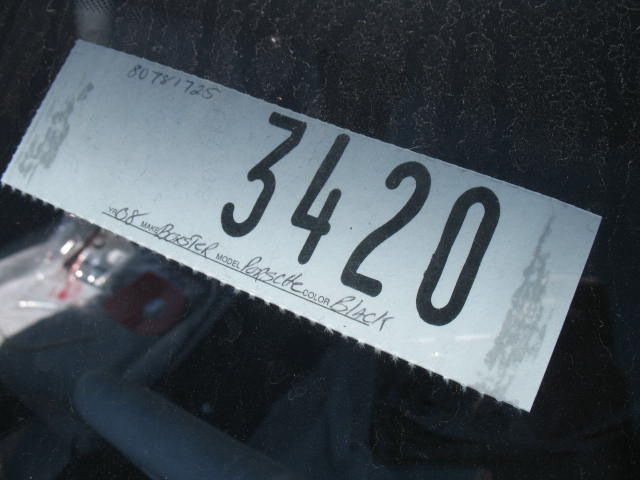 80781725
3420
YR 08 MAKE BOXSTER MODEL PORSCHE COLOR BLACK